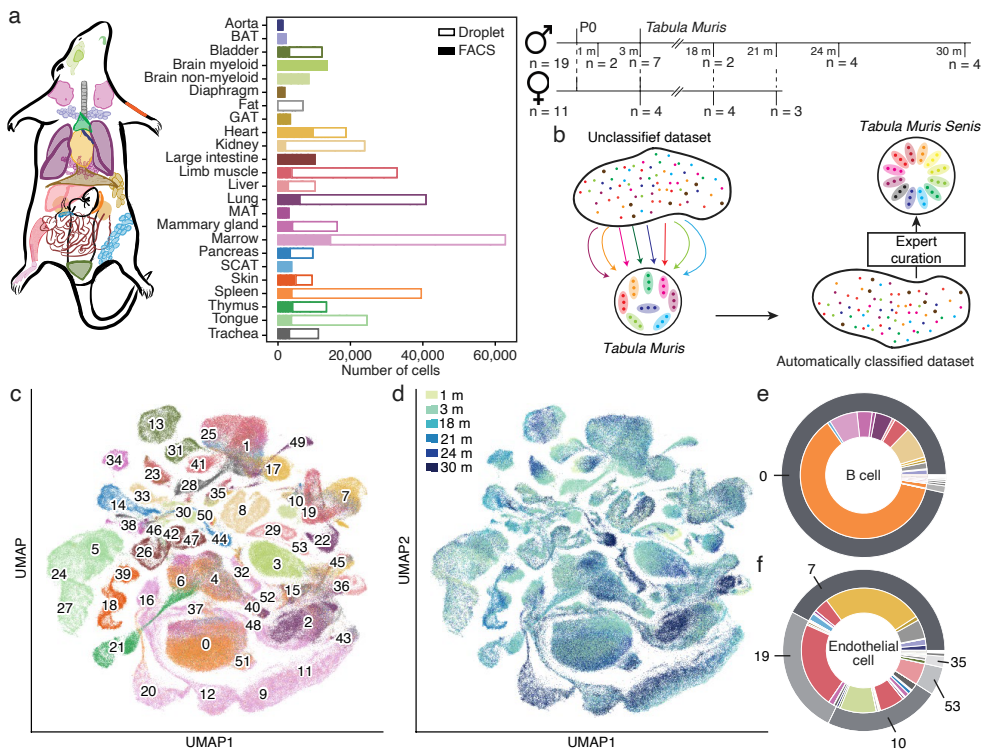 a
Aorta
BAT
Bladder
Brain myeloid
Brain non-myeloid
Diaphragm
Fat
GAT
Heart
Kidney
Large intestine
Limb muscle
Liver
Lung
MAT
Mammary gland
Marrow
Pancreas
SCAT
Skin
Spleen
Thymus
Tongue
Trachea
Droplet
FACS
0 20,000 40,000 60,000
Number of cells
P0 Tabula Muris
1 m 3 m 18 m 21 m 24 m 30 m
n = 19 n = 2 n = 7 n = 2 n = 4 n = 4
n = 11 n = 4 n = 4 n = 3
b
Unclassifief dataset
Tabula Muris
Tabula Muris Senis
Expert
curation
Automatically classified dataset
c
UMAP
UMAP1
13
25
1
49
31
34
41
17
23
28
35
7
33
10
14
8
19
30
50
38
46
42
47
44
29
22
5
26
53
24
39
6
4
32
3
45
27
18
16
15
36
52
37
40
2
48
43
21
0
51
11
20
12
9
d
1 m
3 m
18 m
21 m
24 m
30 m
UMAP2
UMAP1
e
0
B cell
f
7
19
Endothelial
cell
35
53
10